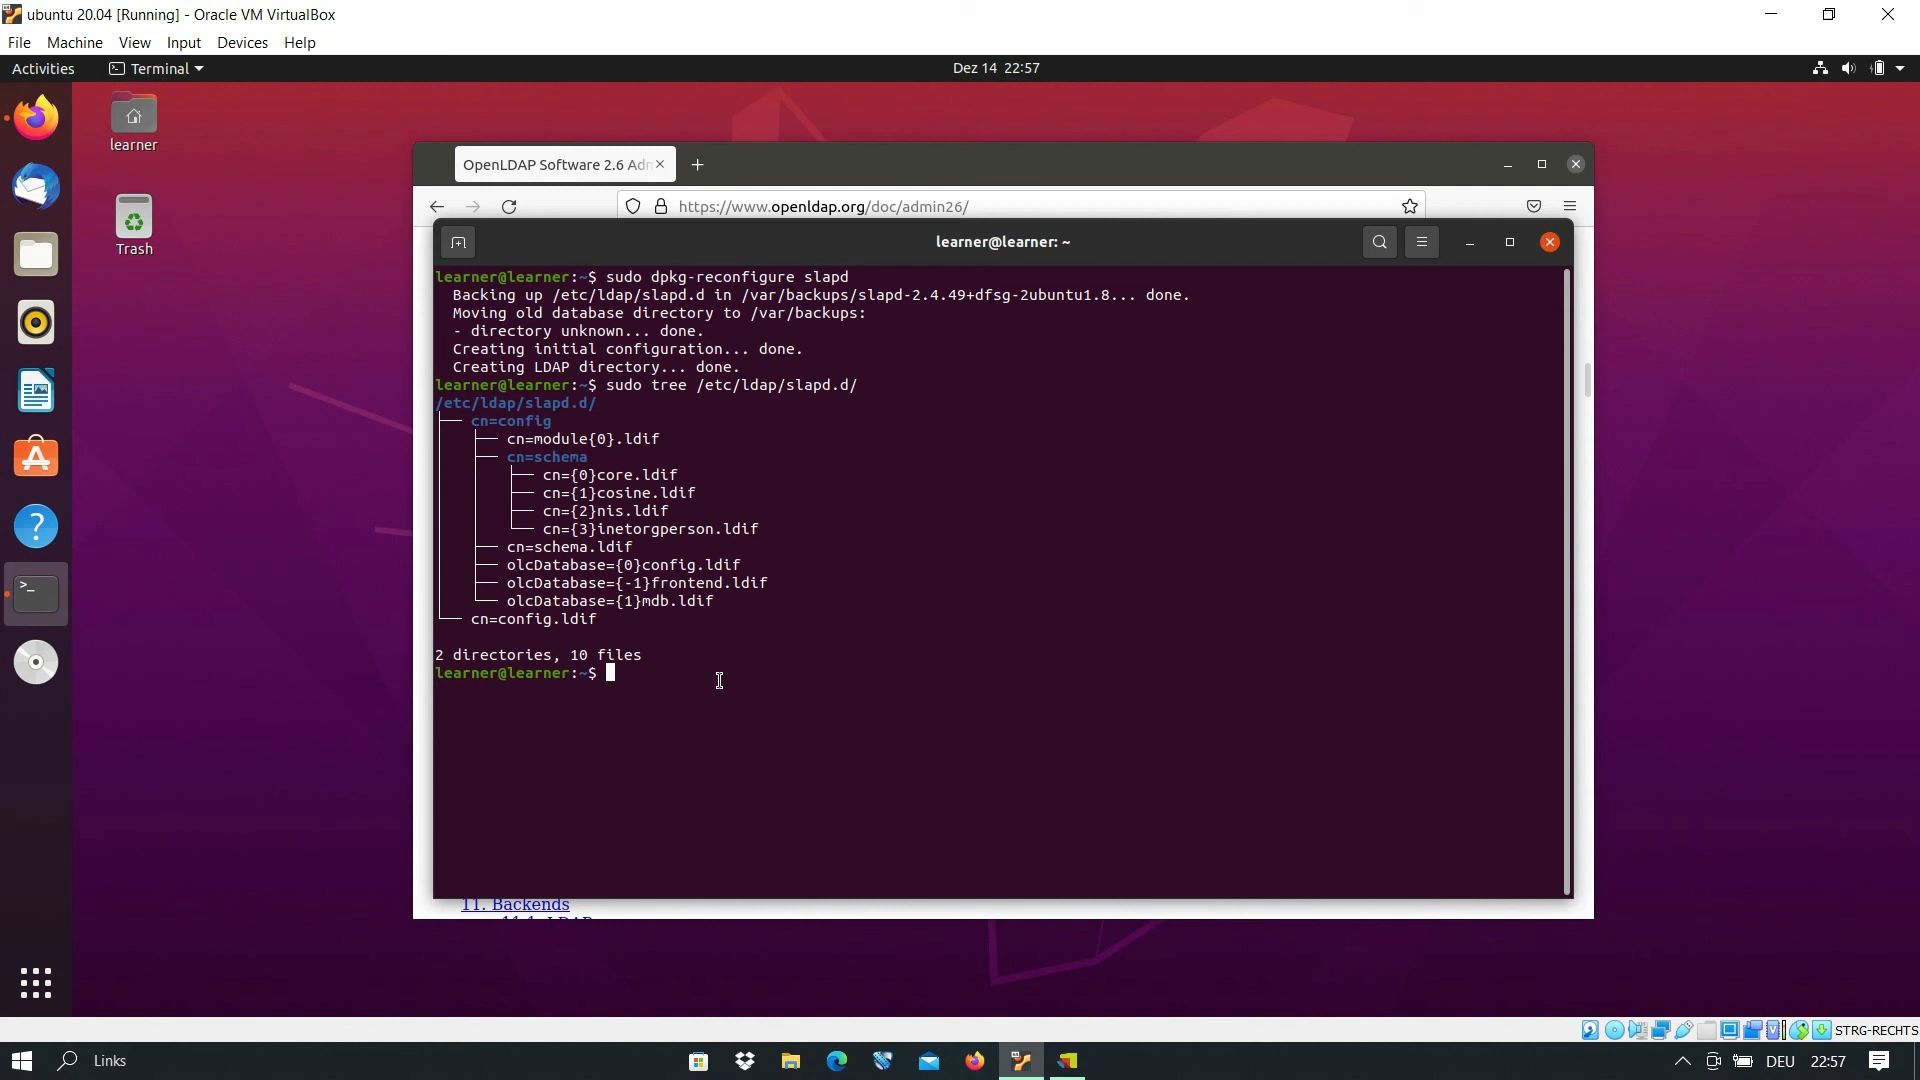 ubuntu 20.04 [Running] - Oracle VM VirtualBox
File Machine View Input Devices Help
Activities Terminal Dez 14 22:57
learner
Trash
OpenLDAP Software 2.6 Adm
https://www.openldap.org/doc/admin26/
learner@learner: ~
learner@learner:~$ sudo dpkg-reconfigure slapd
Backing up /etc/ldap/slapd.d in /var/backups/slapd-2.4.49+dfsg-2ubuntu1.8... done.
Moving old database directory to /var/backups:
- directory unknown... done.
Creating initial configuration... done.
Creating LDAP directory... done.
learner@learner:~$ sudo tree /etc/ldap/slapd.d/
/etc/ldap/slapd.d/
├── cn=config
│   ├── cn=module{0}.ldif
│   ├── cn=schema
│   │   ├── cn={0}core.ldif
│   │   ├── cn={1}cosine.ldif
│   │   ├── cn={2}nis.ldif
│   │   └── cn={3}inetorgperson.ldif
│   ├── cn=schema.ldif
│   ├── olcDatabase={0}config.ldif
│   ├── olcDatabase={-1}frontend.ldif
│   └── olcDatabase={1}mdb.ldif
└── cn=config.ldif
2 directories, 10 files
learner@learner:~$
11. Backends
STRG-RECHTS
Links DEU 22:57